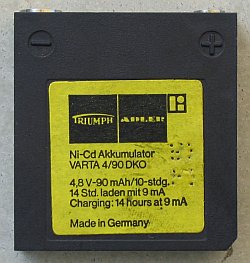 TRIUMPH ADLER
Ni-Cd Akkumulator
VARTA 4/90 DKO
4,8 V-90 mAh/10-stdg.
14 Std. laden mit 9 mA
Charging: 14 hours at 9 mA
Made in Germany